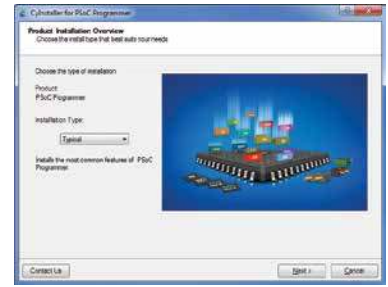 CyInstaller for PSoC Programmer
Product Installation Overview
Choose the install type that best suits your needs
Choose the type of installation
Product:
PSoC Programmer
Installation Type:
Typical
Installs the most common features of PSoC
Programmer.
Contact Us
Next >
Cancel